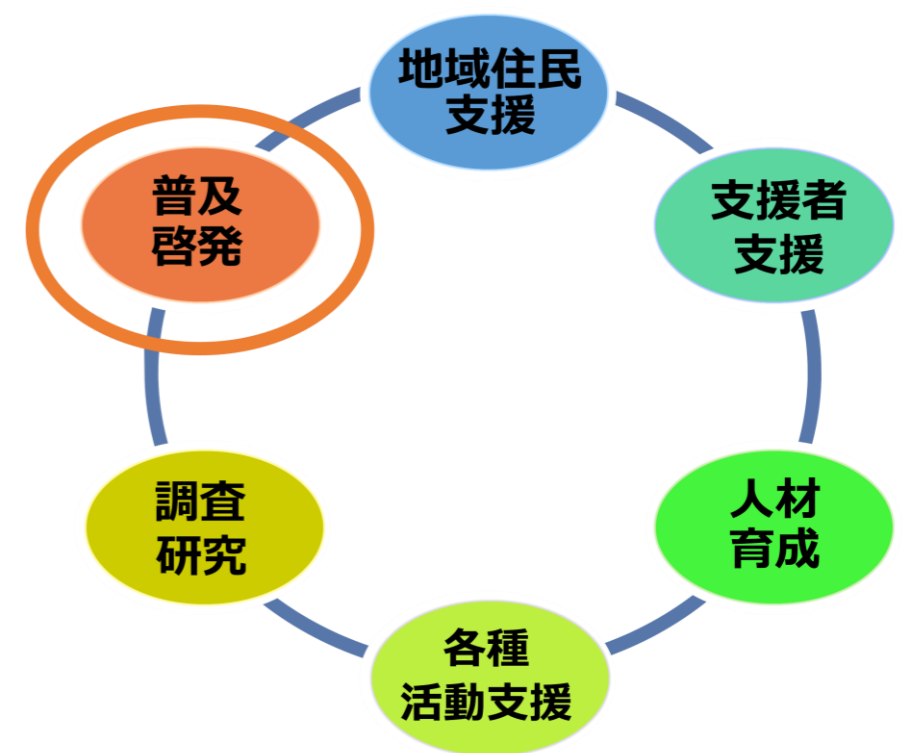 地域住民
支援
支援者
支援
人材
育成
各種
活動支援
調査
研究
普及
啓発